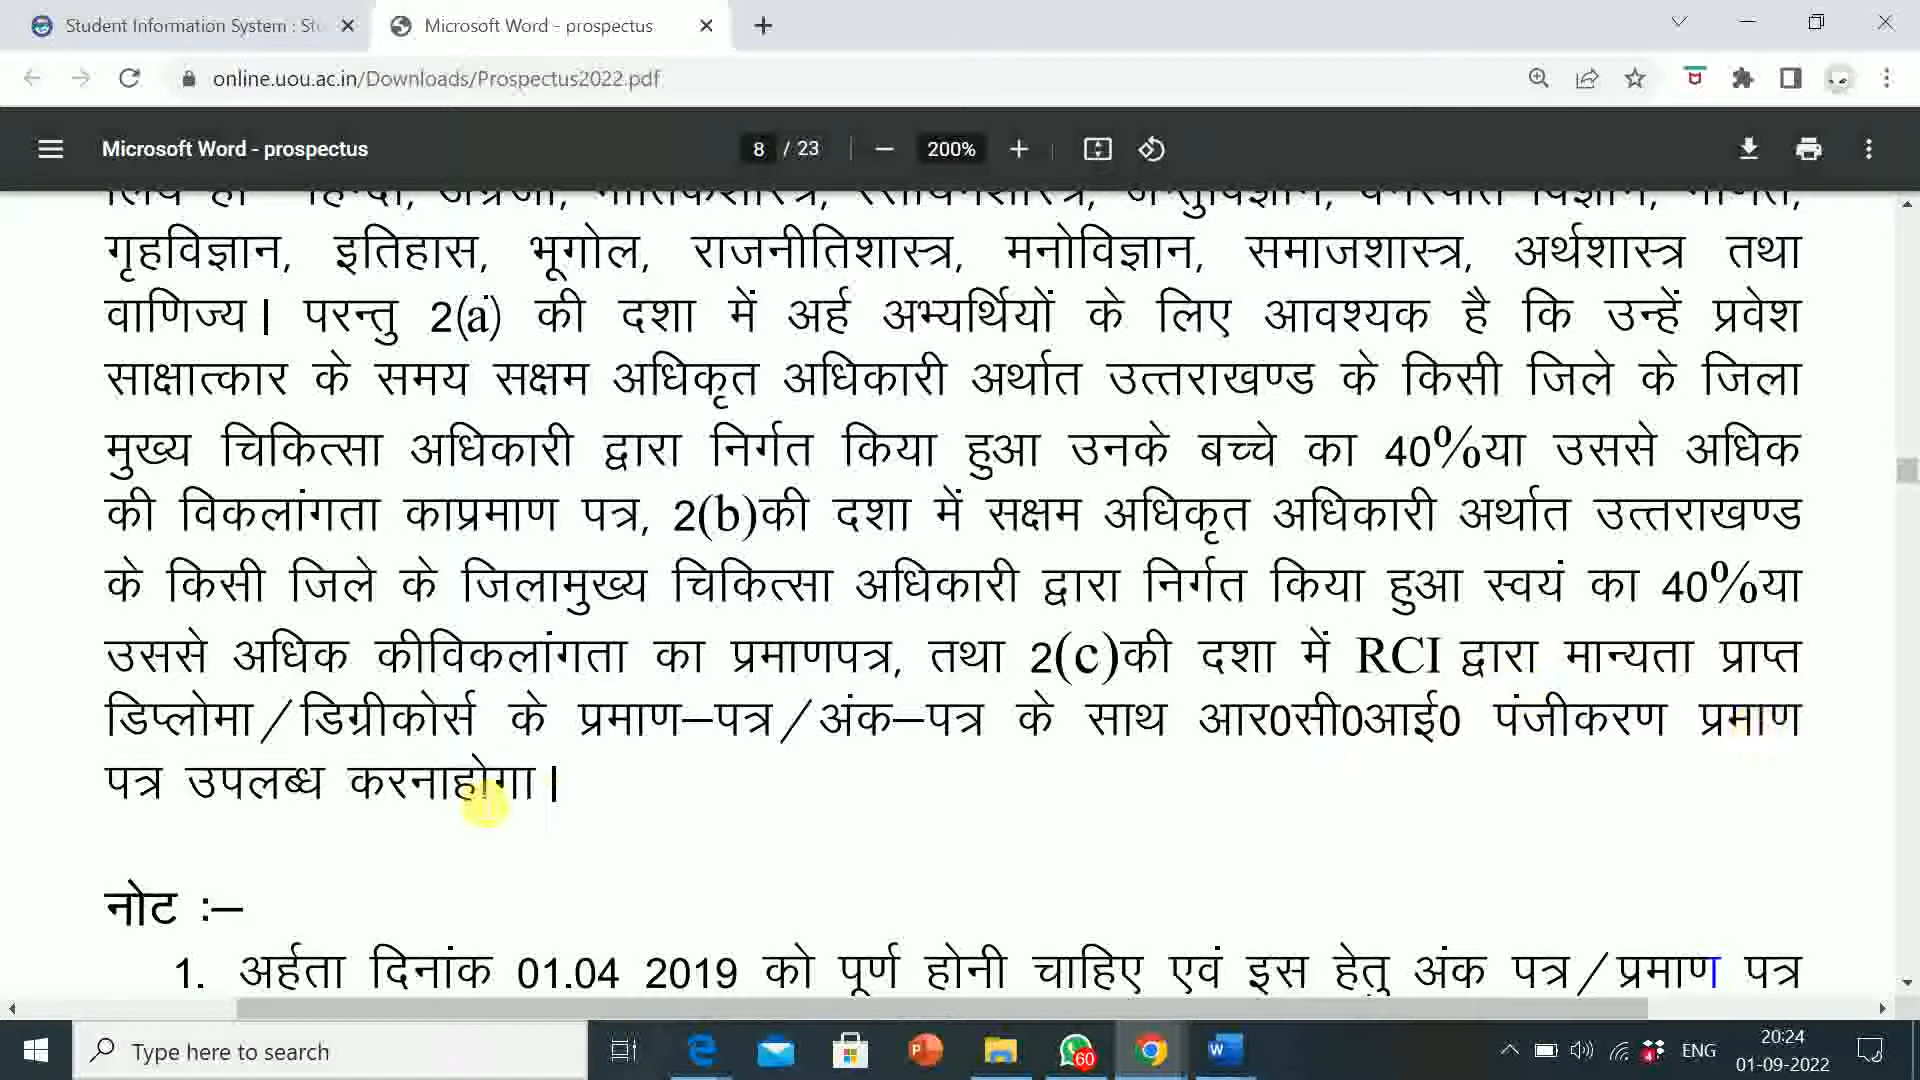 Student Information System : St
Microsoft Word - prospectus
online.uou.ac.in/Downloads/Prospectus2022.pdf
Microsoft Word - prospectus
8 / 23
200%
गृहविज्ञान, इतिहास, भूगोल, राजनीतिशास्त्र, मनोविज्ञान, समाजशास्त्र, अर्थशास्त्र तथा
वाणिज्य। परन्तु 2(a) की दशा में अर्ह अभ्यर्थियों के लिए आवश्यक है कि उन्हें प्रवेश
साक्षात्कार के समय सक्षम अधिकृत अधिकारी अर्थात उत्तराखण्ड के किसी जिले के जिला
मुख्य चिकित्सा अधिकारी द्वारा निर्गत किया हुआ उनके बच्चे का 40%या उससे अधिक
की विकलांगता काप्रमाण पत्र, 2(b)की दशा में सक्षम अधिकृत अधिकारी अर्थात उत्तराखण्ड
के किसी जिले के जिलामुख्य चिकित्सा अधिकारी द्वारा निर्गत किया हुआ स्वयं का 40%या
उससे अधिक कीविकलांगता का प्रमाणपत्र, तथा 2(c)की दशा में RCI द्वारा मान्यता प्राप्त
डिप्लोमा/डिग्रीकोर्स के प्रमाण–पत्र/अंक–पत्र के साथ आर0सी0आई0 पंजीकरण प्रमाण
पत्र उपलब्ध करनाहोगा।
नोट :–
1. अर्हता दिनांक 01.04 2019 को पूर्ण होनी चाहिए एवं इस हेतु अंक पत्र/प्रमाण पत्र
Type here to search
60
ENG
20:24
01-09-2022